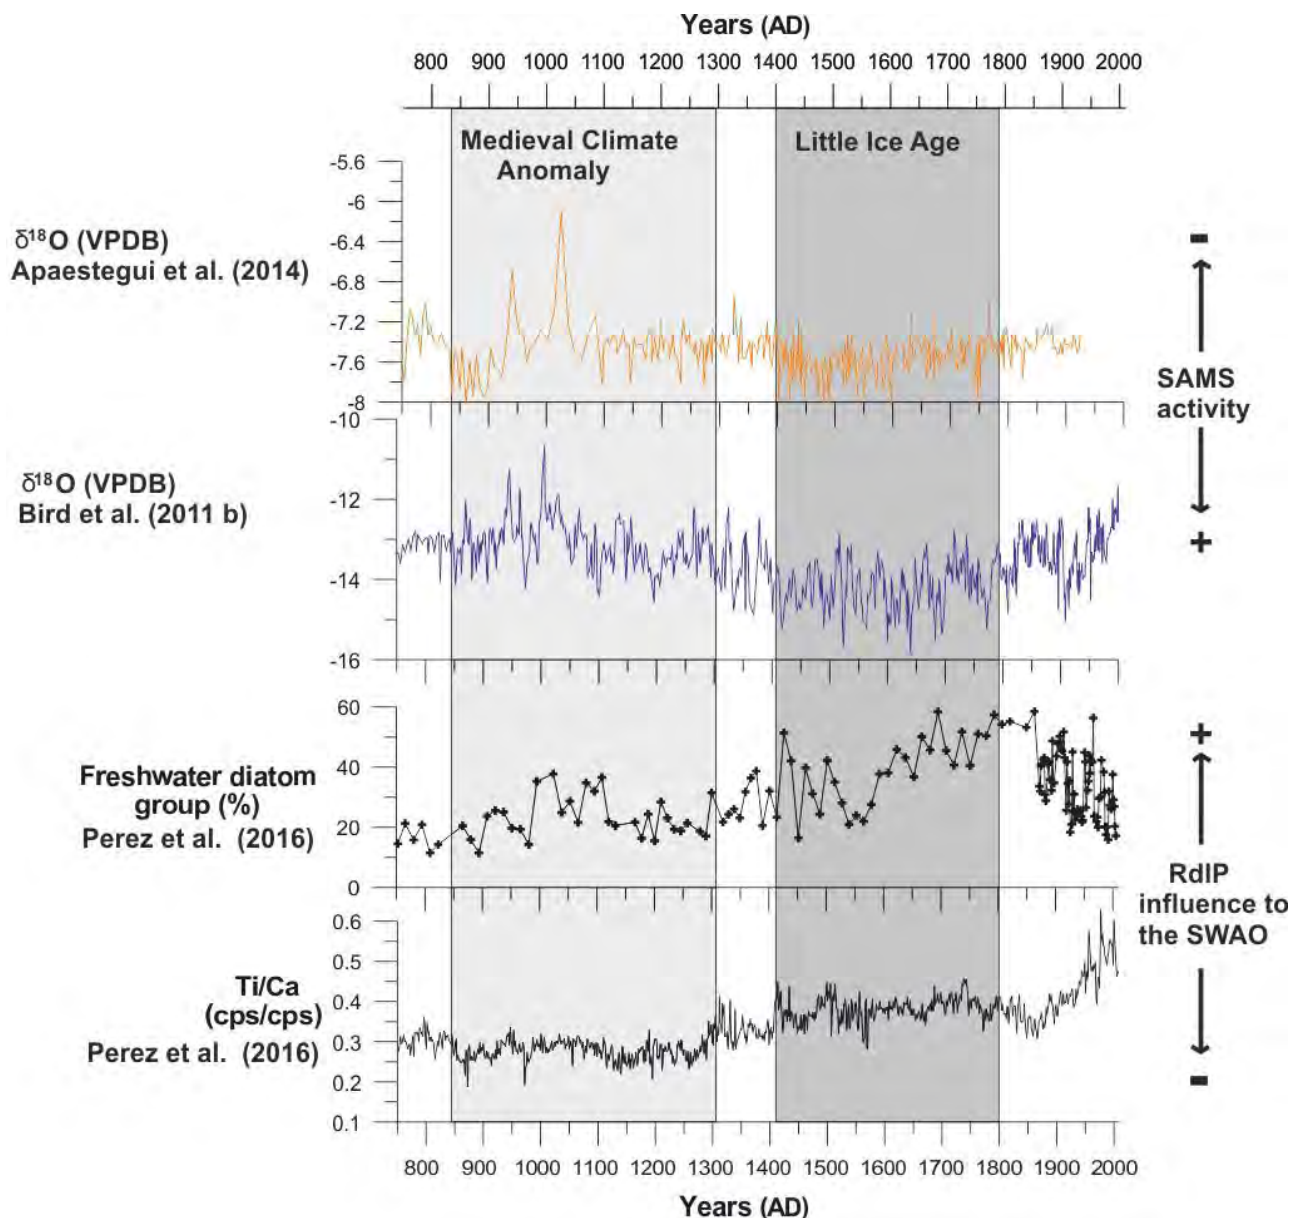 Years (AD)
800 900 1000 1100 1200 1300 1400 1500 1600 1700 1800 1900 2000
Medieval Climate
Anomaly
Little Ice Age
-5.6
-6
-6.4
-6.8
-7.2
-7.6
-8
δ18O (VPDB)
Apaestegui et al. (2014)
-
SAMS
activity
+
-10
-12
-14
-16
δ18O (VPDB)
Bird et al. (2011 b)
60
40
20
0
Freshwater diatom
group (%)
Perez et al. (2016)
+
RdlP
influence to
the SWAO
-
0.6
0.5
0.4
0.3
0.2
0.1
Ti/Ca
(cps/cps)
Perez et al. (2016)
800 900 1000 1100 1200 1300 1400 1500 1600 1700 1800 1900 2000
Years (AD)